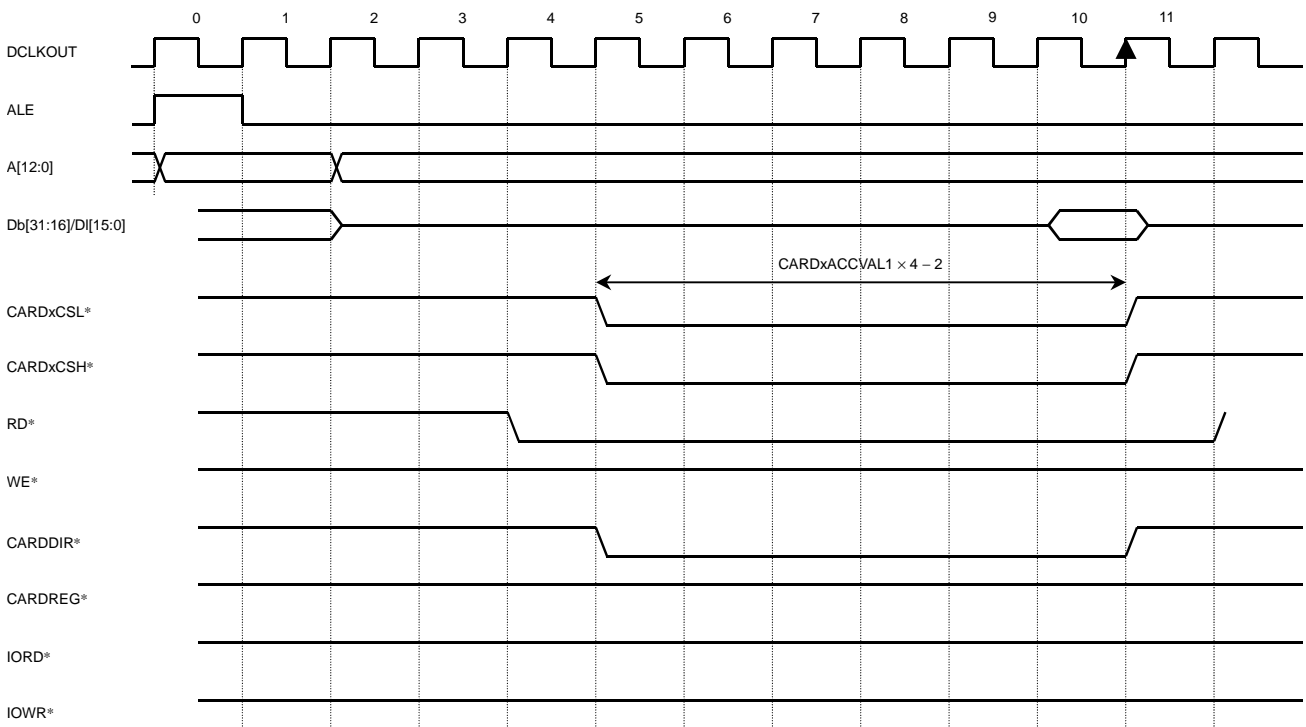 0 1 2 3 4 5 6 7 8 9 10 11
DCLKOUT
ALE
A[12:0]
Db[31:16]/DI[15:0]
CARDxACCVAL1 × 4 − 2
CARDxCSL*
CARDxCSH*
RD*
WE*
CARDDIR*
CARDREG*
IORD*
IOWR*